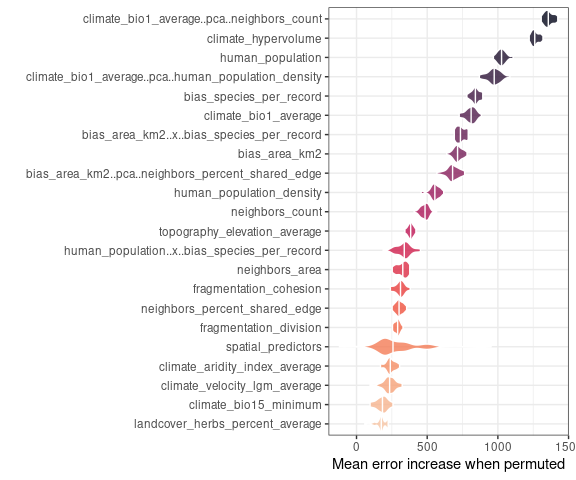 climate_bio1_average..pca..neighbors_count
climate_hypervolume
human_population
climate_bio1_average..pca..human_population_density
bias_species_per_record
climate_bio1_average
bias_area_km2..x..bias_species_per_record
bias_area_km2
bias_area_km2..pca..neighbors_percent_shared_edge
human_population_density
neighbors_count
topography_elevation_average
human_population..x..bias_species_per_record
neighbors_area
fragmentation_cohesion
neighbors_percent_shared_edge
fragmentation_division
spatial_predictors
climate_aridity_index_average
climate_velocity_lgm_average
climate_bio15_minimum
landcover_herbs_percent_average
0 500 1000 150
Mean error increase when permuted